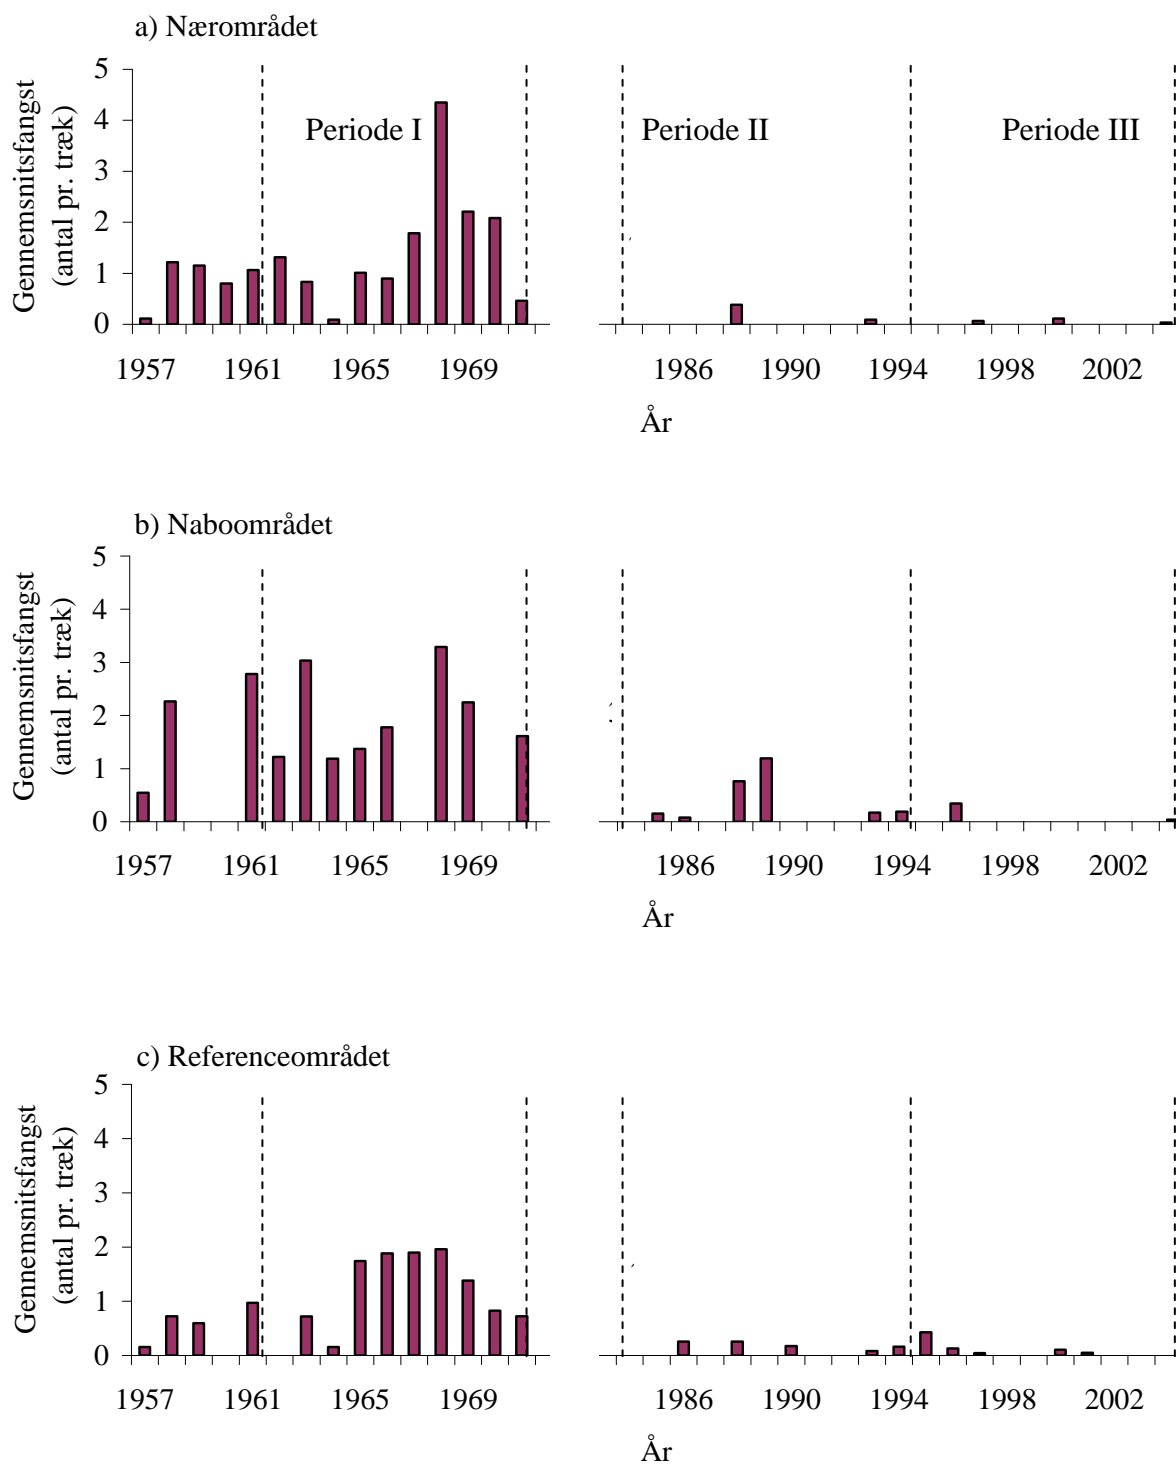 a) Nærområdet
Gennemsnitsfangst
(antal pr. træk)
5
4
3
2
1
0
Periode I
Periode II
Periode III
1957 1961 1965 1969 1986 1990 1994 1998 2002
År
b) Naboområdet
Gennemsnitsfangst
(antal pr. træk)
5
4
3
2
1
0
1957 1961 1965 1969 1986 1990 1994 1998 2002
År
c) Referenceområdet
Gennemsnitsfangst
(antal pr. træk)
5
4
3
2
1
0
1957 1961 1965 1969 1986 1990 1994 1998 2002
År